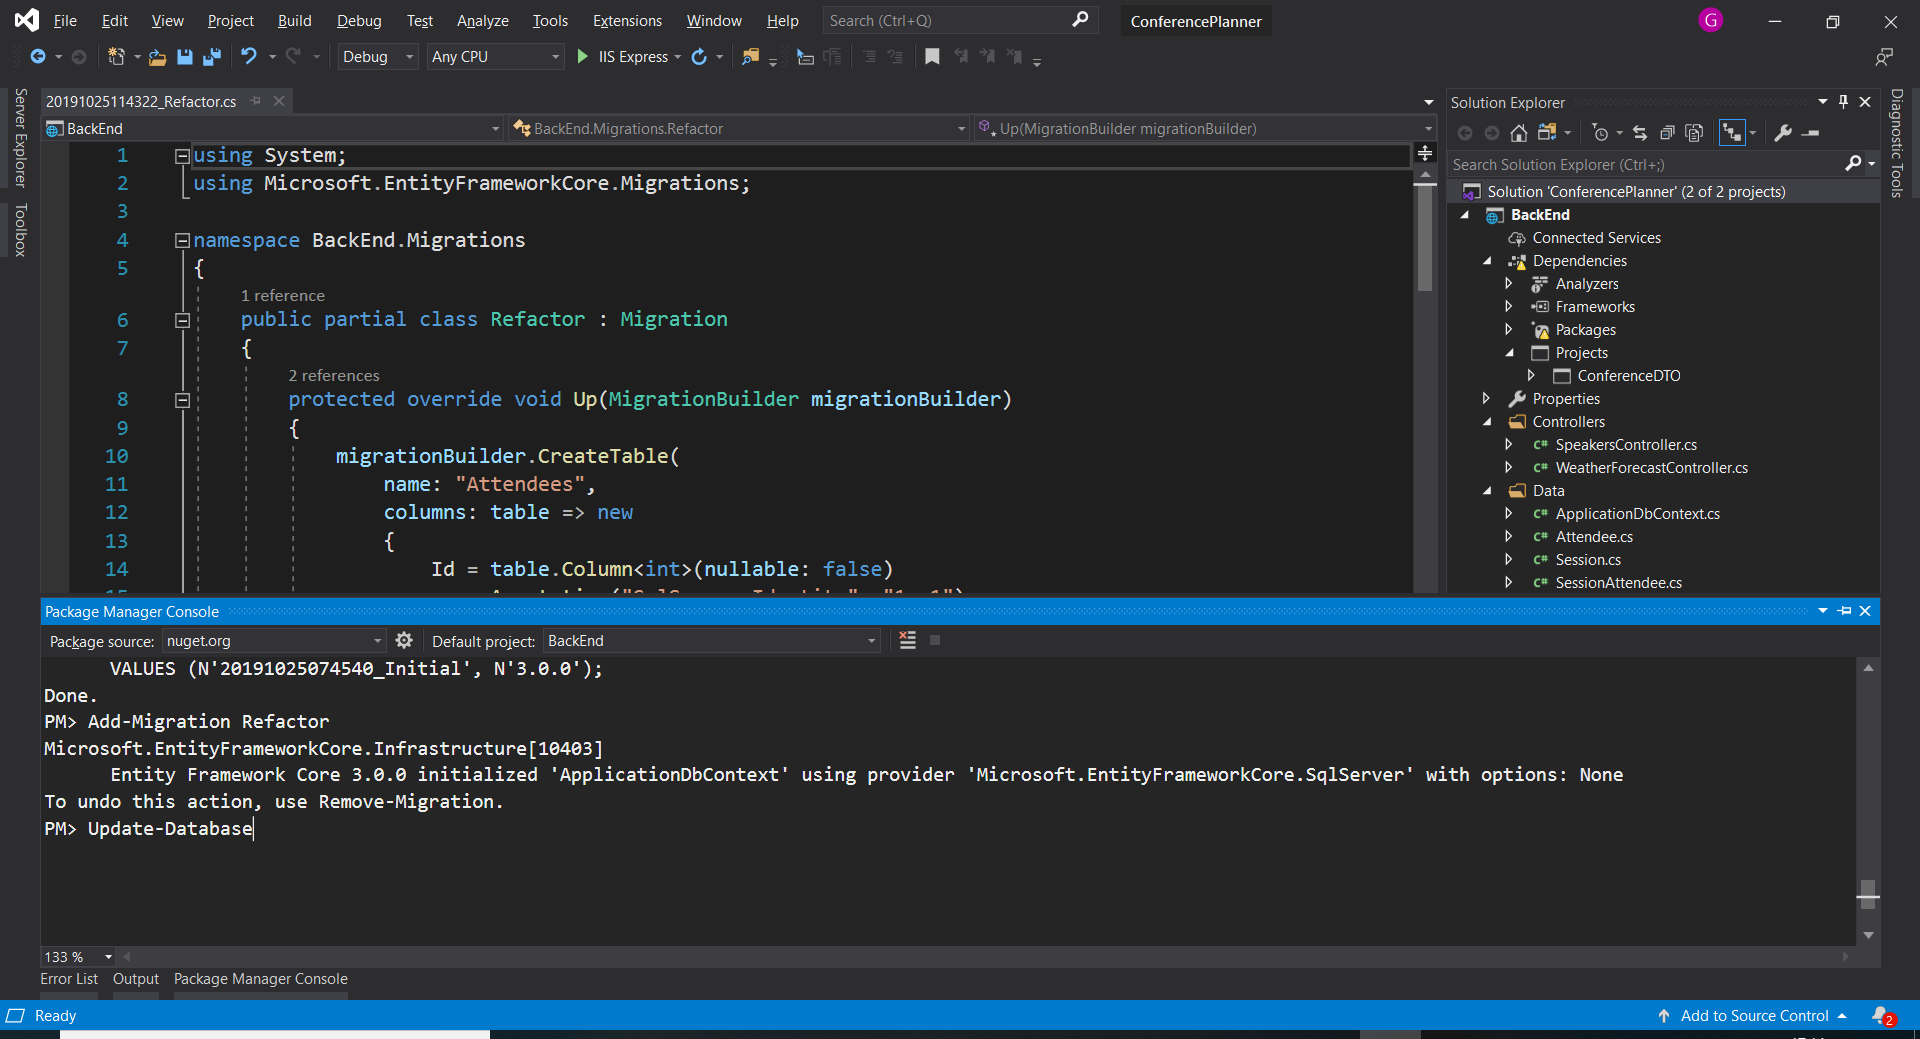 File Edit View Project Build Debug Test Analyze Tools Extensions Window Help Search (Ctrl+Q) ConferencePlanner G
Debug Any CPU IIS Express
Server Explorer
Toolbox
20191025114322_Refactor.cs
BackEnd BackEnd.Migrations.Refactor Up(MigrationBuilder migrationBuilder)
1 using System;
2 using Microsoft.EntityFrameworkCore.Migrations;
3
4 namespace BackEnd.Migrations
5 {
1 reference
6 public partial class Refactor : Migration
7 {
2 references
8 protected override void Up(MigrationBuilder migrationBuilder)
9 {
10 migrationBuilder.CreateTable(
11 name: "Attendees",
12 columns: table => new
13 {
14 Id = table.Column<int>(nullable: false)
Solution Explorer
Search Solution Explorer (Ctrl+;)
Solution 'ConferencePlanner' (2 of 2 projects)
BackEnd
Connected Services
Dependencies
Analyzers
Frameworks
Packages
Projects
ConferenceDTO
Properties
Controllers
C# SpeakersController.cs
C# WeatherForecastController.cs
Data
C# ApplicationDbContext.cs
C# Attendee.cs
C# Session.cs
C# SessionAttendee.cs
Diagnostic Tools
Package Manager Console
Package source: nuget.org Default project: BackEnd
VALUES (N'20191025074540_Initial', N'3.0.0');
Done.
PM> Add-Migration Refactor
Microsoft.EntityFrameworkCore.Infrastructure[10403]
Entity Framework Core 3.0.0 initialized 'ApplicationDbContext' using provider 'Microsoft.EntityFrameworkCore.SqlServer' with options: None
To undo this action, use Remove-Migration.
PM> Update-Database
133 %
Error List Output Package Manager Console
Ready Add to Source Control 2